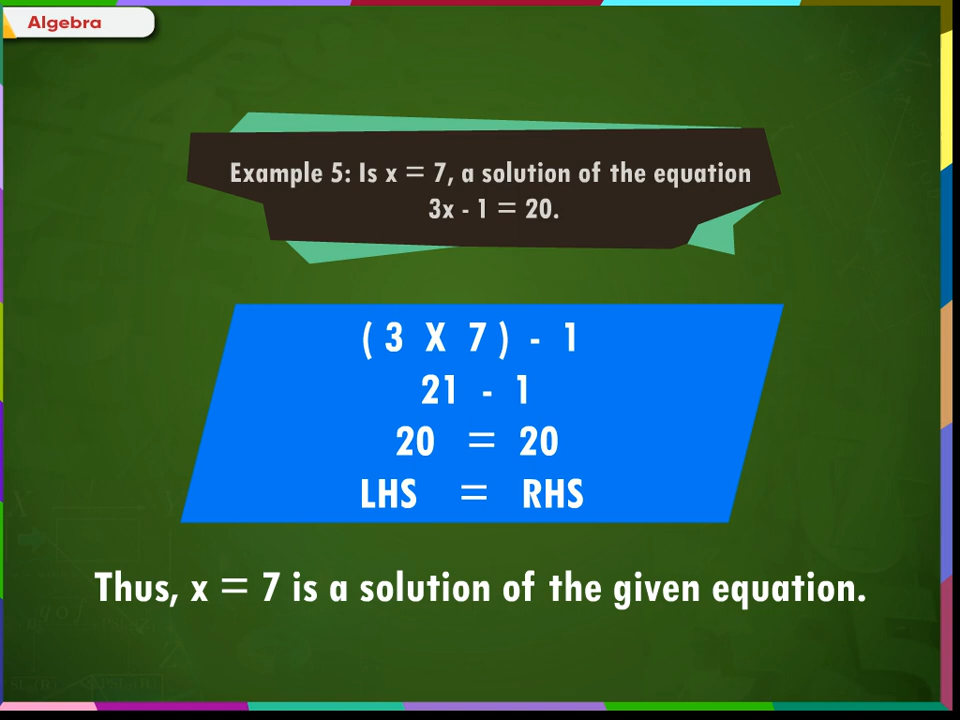 Algebra
Example 5: Is x = 7, a solution of the equation
3x - 1 = 20.
( 3 X 7 ) - 1
21 - 1
20 = 20
LHS = RHS
Thus, x = 7 is a solution of the given equation.